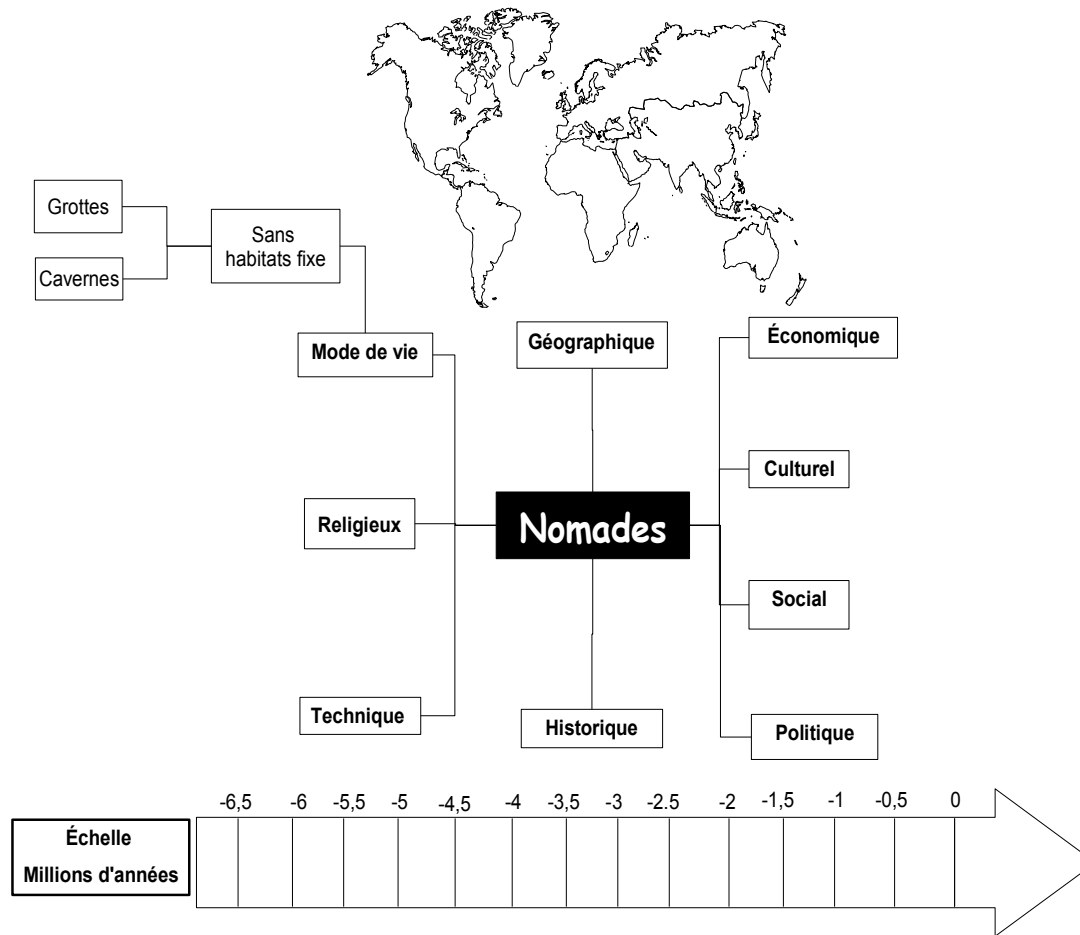 Grottes
Sans
habitats fixe
Cavernes
Mode de vie
Géographique
Économique
Culturel
Religieux
Nomades
Social
Technique
Historique
Politique
-6,5 -6 -5,5 -5 -4,5 -4 -3,5 -3 -2,5 -2 -1,5 -1 -0,5 0
Échelle
Millions d'années